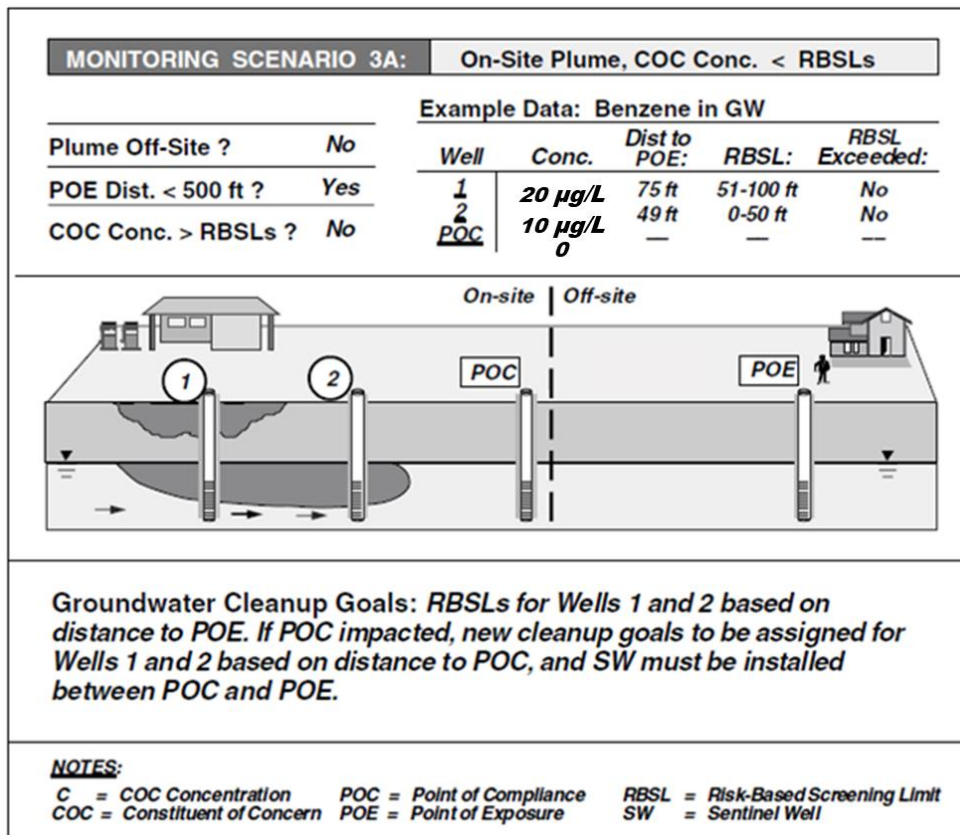 MONITORING SCENARIO 3A: On-Site Plume, COC Conc. < RBSLs
Plume Off-Site ? No
POE Dist. < 500 ft ? Yes
COC Conc. > RBSLs ? No
Example Data: Benzene in GW
Well Conc. Dist to POE: RBSL: RBSL Exceeded:
1 20 µg/L 75 ft 51-100 ft No
2 10 µg/L 49 ft 0-50 ft No
POC 0 — — —
On-site Off-site
1 2 POC POE
Groundwater Cleanup Goals: RBSLs for Wells 1 and 2 based on
distance to POE. If POC impacted, new cleanup goals to be assigned for
Wells 1 and 2 based on distance to POC, and SW must be installed
between POC and POE.
NOTES:
C = COC Concentration POC = Point of Compliance RBSL = Risk-Based Screening Limit
COC = Constituent of Concern POE = Point of Exposure SW = Sentinel Well